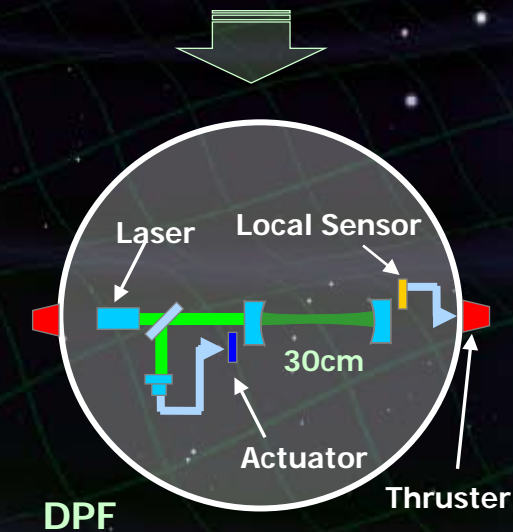 Laser
Local Sensor
30cm
Actuator
Thruster
DPF